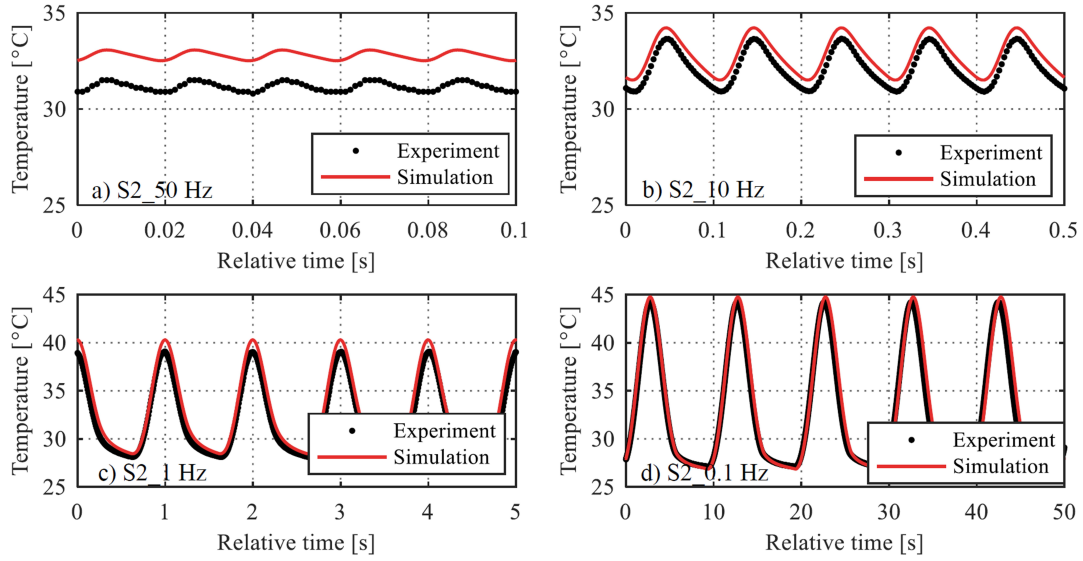 35
30
25
Temperature [°C]
Experiment
Simulation
a) S2_50 Hz
0 0.02 0.04 0.06 0.08 0.1
Relative time [s]
35
30
25
Temperature [°C]
Experiment
Simulation
b) S2_10 Hz
0 0.1 0.2 0.3 0.4 0.5
Relative time [s]
45
40
35
30
25
Temperature [°C]
Experiment
Simulation
c) S2_1 Hz
0 1 2 3 4 5
Relative time [s]
45
40
35
30
25
Temperature [°C]
Experiment
Simulation
d) S2_0.1 Hz
0 10 20 30 40 50
Relative time [s]